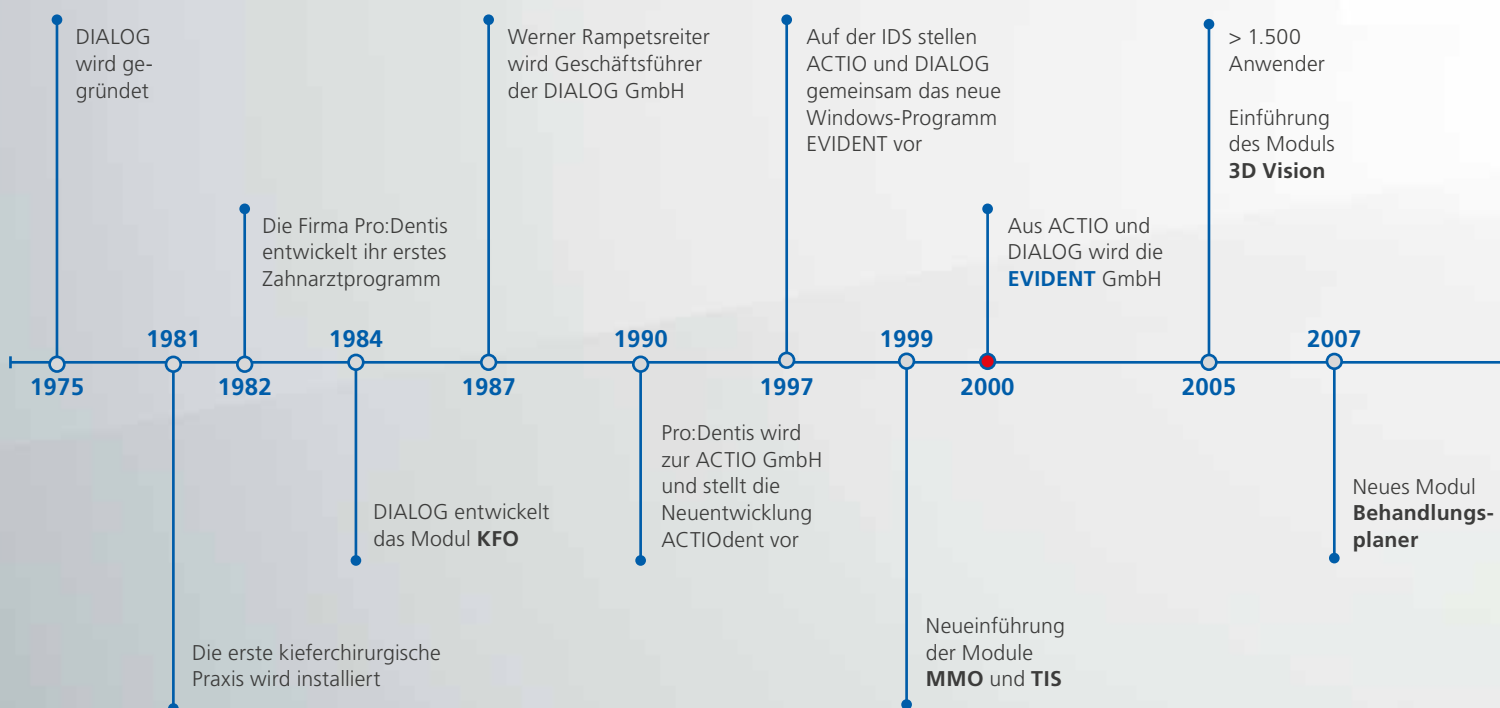 DIALOG
wird ge-
gründet
Werner Rampetsreiter
wird Geschäftsführer
der DIALOG GmbH
Auf der IDS stellen
ACTIO und DIALOG
gemeinsam das neue
Windows-Programm
EVIDENT vor
> 1.500
Anwender
Einführung
des Moduls
3D Vision
Die Firma Pro:Dentis
entwickelt ihr erstes
Zahnarztprogramm
Aus ACTIO und
DIALOG wird die
EVIDENT GmbH
1981
1984
1990
1999
2007
1975
1982
1987
1997
2000
2005
Pro:Dentis wird
zur ACTIO GmbH
und stellt die
Neuentwicklung
ACTIOdent vor
DIALOG entwickelt
das Modul KFO
Neues Modul
Behandlungs-
planer
Die erste kieferchirurgische
Praxis wird installiert
Neueinführung
der Module
MMO und TIS